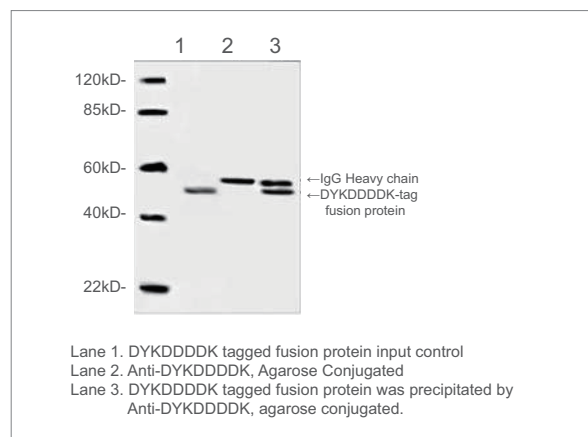 1 2 3
120kD-
85kD-
60kD-
←IgG Heavy chain
←DYKDDDDK-tag
fusion protein
40kD-
22kD-
Lane 1. DYKDDDDK tagged fusion protein input control
Lane 2. Anti-DYKDDDDK, Agarose Conjugated
Lane 3. DYKDDDDK tagged fusion protein was precipitated by
Anti-DYKDDDDK, agarose conjugated.